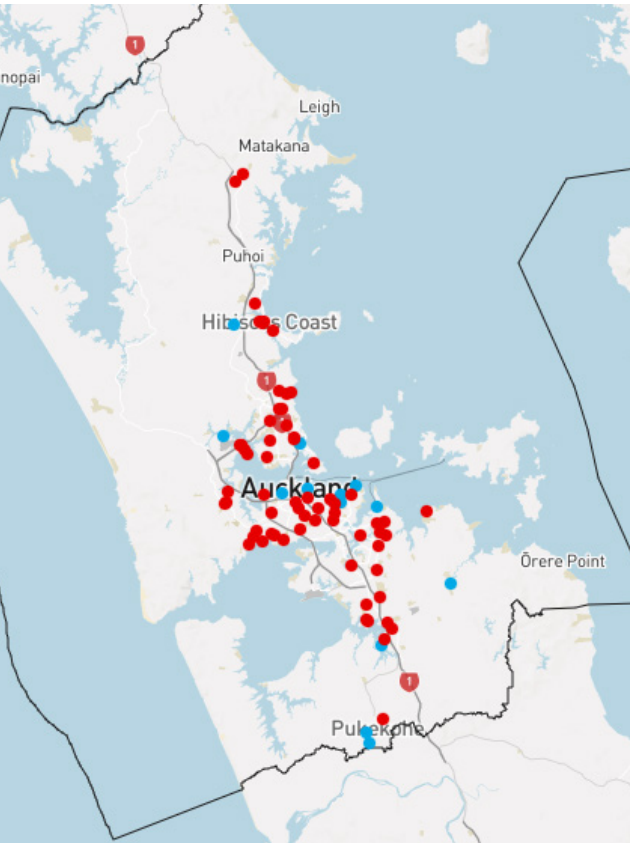 1
nopai
Leigh
Matakana
Puhoi
Hibiscus Coast
1
Auckland
Ōrere Point
1
Pukekohe